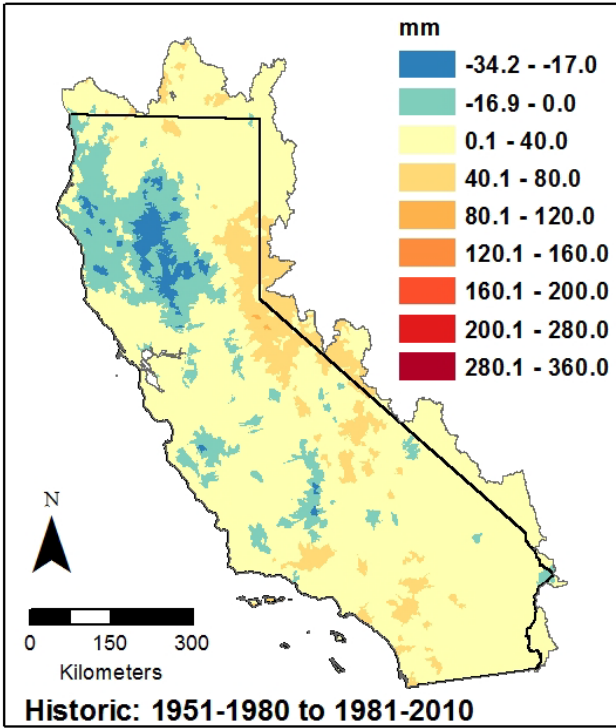 mm
-34.2 - -17.0
-16.9 - 0.0
0.1 - 40.0
40.1 - 80.0
80.1 - 120.0
120.1 - 160.0
160.1 - 200.0
200.1 - 280.0
280.1 - 360.0
N
0 75 150 300
Kilometers
Historic: 1951-1980 to 1981-2010